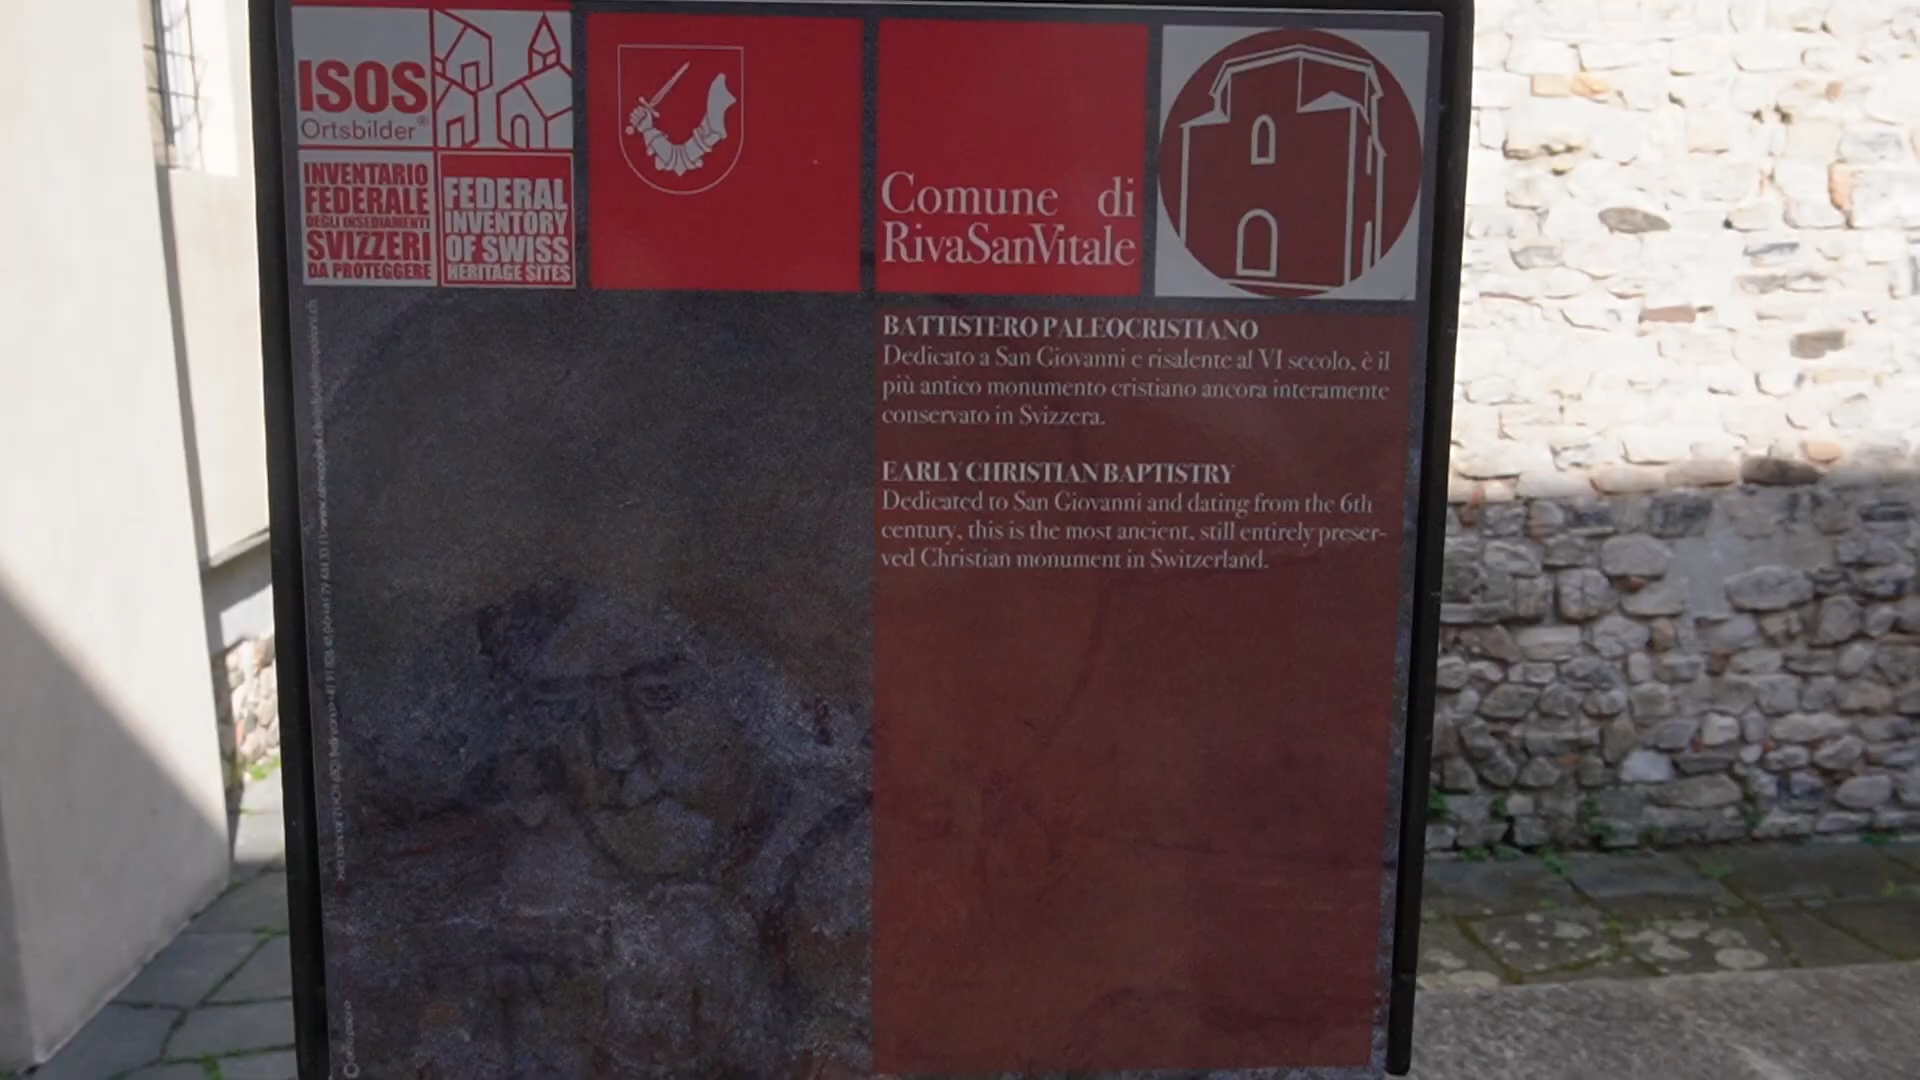 ISOS
Ortsbilder®
INVENTARIO
FEDERALE
DEGLI INSEDIAMENTI
SVIZZERI
DA PROTEGGERE
FEDERAL
INVENTORY
OF SWISS
HERITAGE SITES
Comune di
RivaSanVitale
BATTISTERO PALEOCRISTIANO
Dedicato a San Giovanni e risalente al VI secolo, è il
più antico monumento cristiano ancora interamente
conservato in Svizzera.
EARLY CHRISTIAN BAPTISTRY
Dedicated to San Giovanni and dating from the 6th
century, this is the most ancient, still entirely preser-
ved Christian monument in Switzerland.